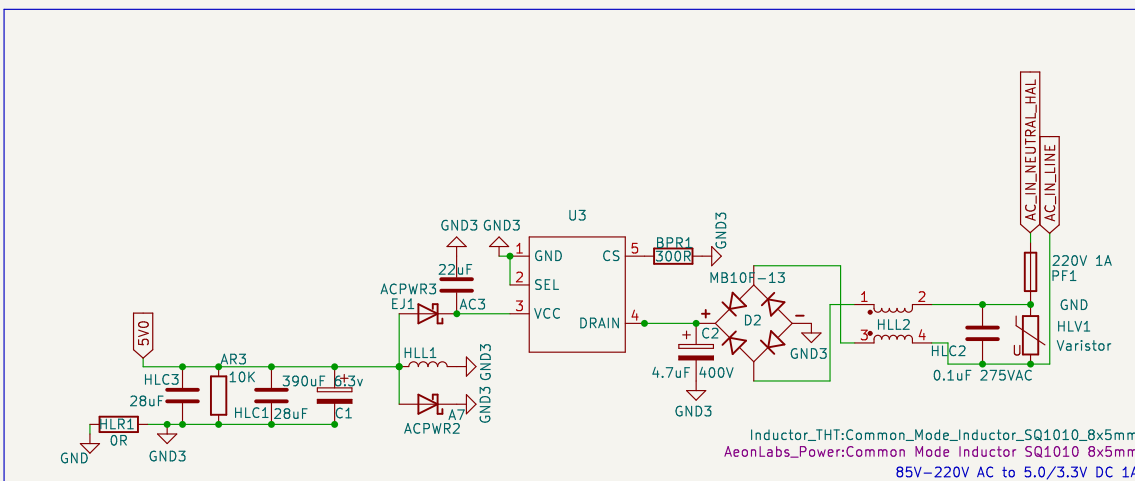 AC_IN_NEUTRAL_HAL
AC_IN_LINE
U3
GND3
GND3
GND3
1
GND
CS
5
BPR1
300R
2
SEL
3
VCC
DRAIN
4
22uF
AC3
ACPWR3
EJ1
MB10F-13
D2
+
-
GND3
C2
+
4.7uF 400V
GND3
1
2
HLL2
3
4
220V 1A
PF1
GND
HLV1
Varistor
U
HLC2
0.1uF 275VAC
5V0
AR3
10K
HLC3
28uF
HLC1
28uF
390uF 6.3v
+
C1
HLL1
GND3
A7
GND3
ACPWR2
HLR1
0R
GND
GND3
Inductor_THT:Common_Mode_Inductor_SQ1010_8x5mm
AeonLabs_Power:Common Mode Inductor SQ1010 8x5mm
85V-220V AC to 5.0/3.3V DC 1A